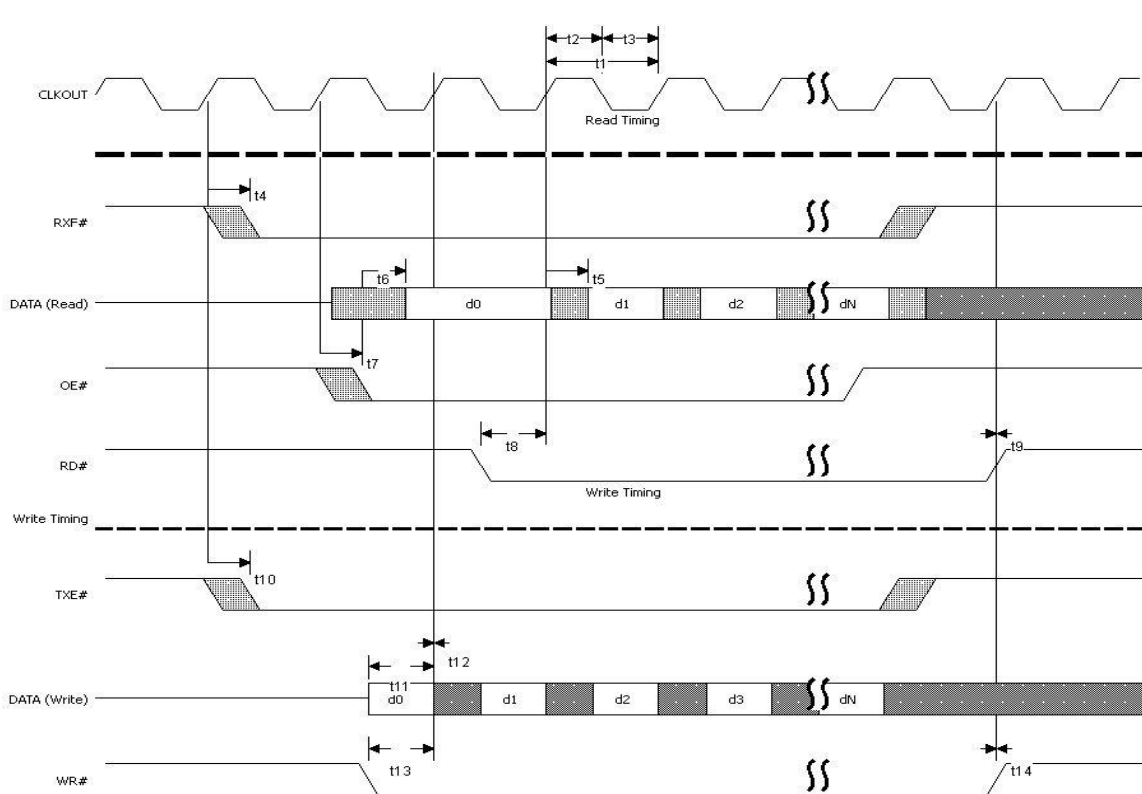 t2 t3
t1
CLKOUT
Read Timing
t4
RXF#
t6 t5
DATA (Read) d0 d1 d2 dN
t7
OE#
t8 t9
RD#
Write Timing
Write Timing
t10
TXE#
t12
t11
DATA (Write) d0 d1 d2 d3 dN
t13 t14
WR#